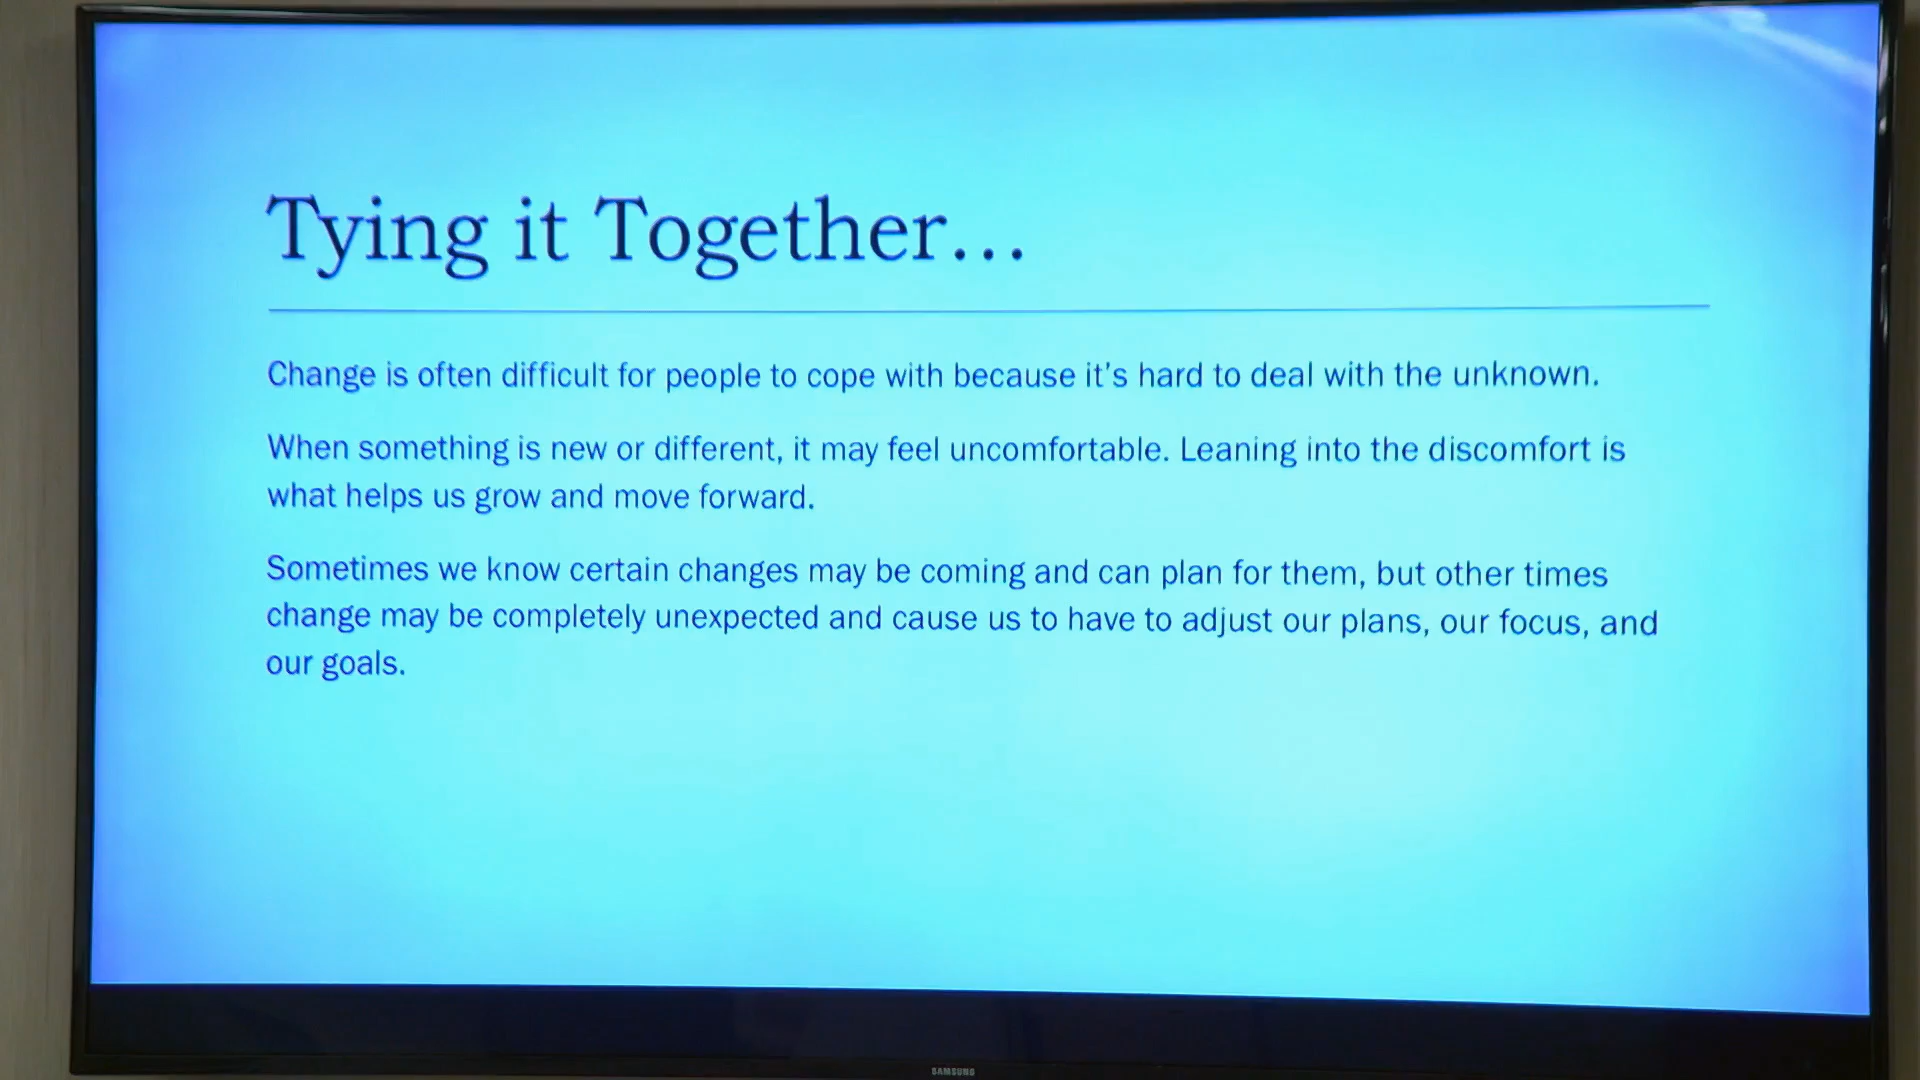 Tying it Together...
Change is often difficult for people to cope with because it's hard to deal with the unknown.
When something is new or different, it may feel uncomfortable. Leaning into the discomfort is
what helps us grow and move forward.
Sometimes we know certain changes may be coming and can plan for them, but other times
change may be completely unexpected and cause us to have to adjust our plans, our focus, and
our goals.
SAMSUNG